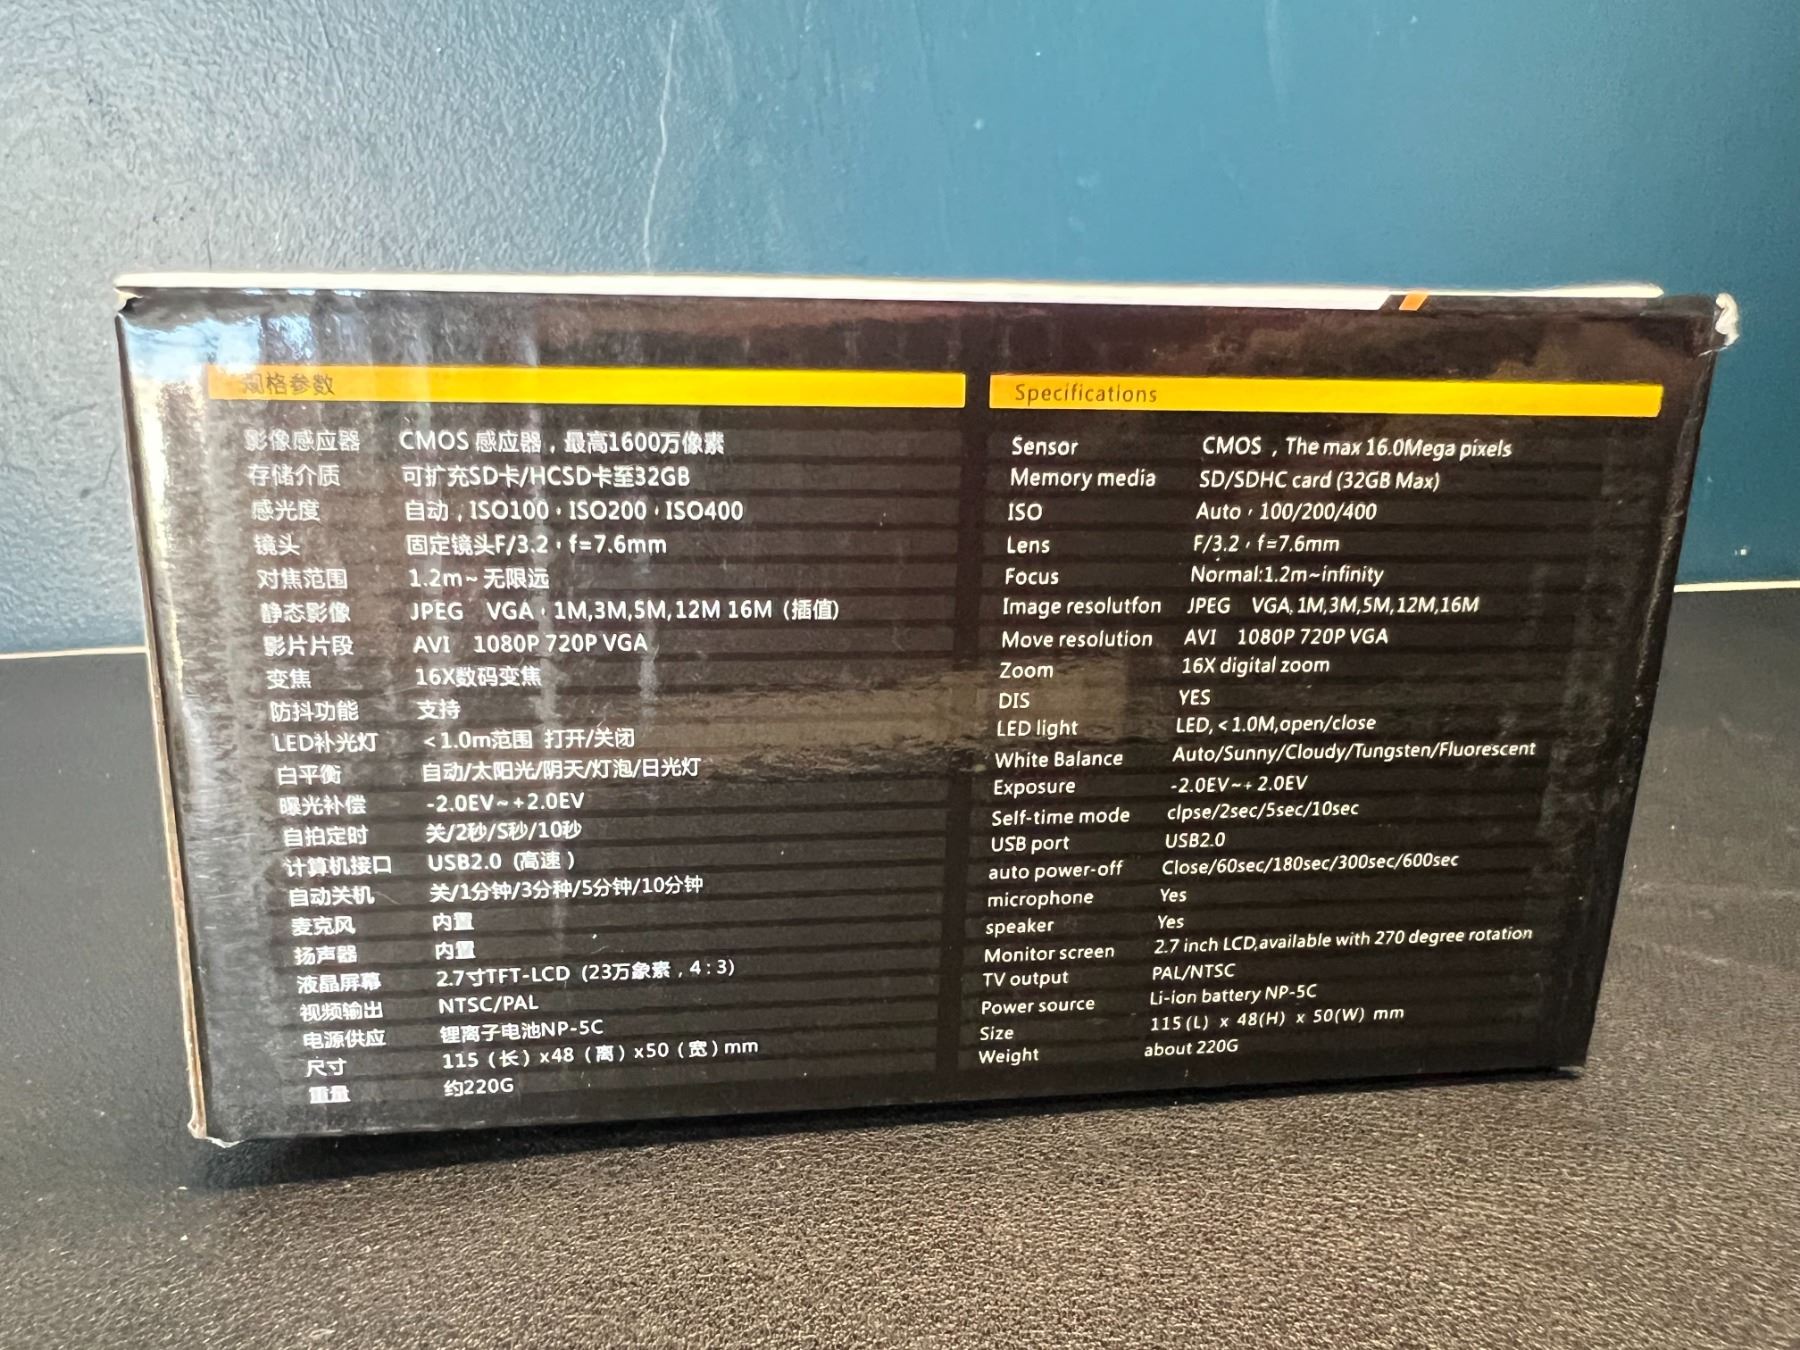 规格参数
影像感应器 CMOS 感应器，最高1600万像素
存储介质 可扩充SD卡/HCSD卡至32GB
感光度 自动，ISO100，ISO200，ISO400
镜头 固定镜头F/3.2，f=7.6mm
对焦范围 1.2m~无限远
静态影像 JPEG VGA，1M,3M,5M,12M 16M (插值)
影片片段 AVI 1080P 720P VGA
变焦 16X数码变焦
防抖功能 支持
LED补光灯 <1.0m范围 打开/关闭
白平衡 自动/太阳光/阴天/灯泡/日光灯
曝光补偿 -2.0EV~+2.0EV
自拍定时 关/2秒/5秒/10秒
计算机接口 USB2.0 (高速)
自动关机 关/1分钟/3分种/5分钟/10分钟
麦克风 内置
扬声器 内置
液晶屏幕 2.7寸TFT-LCD (23万象素，4:3)
视频输出 NTSC/PAL
电源供应 锂离子电池NP-5C
尺寸 115 (长) x48 (离) x50 (宽) mm
重量 约220G
Specifications
Sensor CMOS , The max 16.0Mega pixels
Memory media SD/SDHC card (32GB Max)
ISO Auto，100/200/400
Lens F/3.2，f=7.6mm
Focus Normal:1.2m~infinity
Image resolutfon JPEG VGA, 1M,3M,5M,12M,16M
Move resolution AVI 1080P 720P VGA
Zoom 16X digital zoom
DIS YES
LED light LED, <1.0M,open/close
White Balance Auto/Sunny/Cloudy/Tungsten/Fluorescent
Exposure -2.0EV~+ 2.0EV
Self-time mode clpse/2sec/5sec/10sec
USB port USB2.0
auto power-off Close/60sec/180sec/300sec/600sec
microphone Yes
speaker Yes
Monitor screen 2.7 inch LCD,available with 270 degree rotation
TV output PAL/NTSC
Power source Li-ion battery NP-5C
Size 115(L) x 48(H) x 50(W) mm
Weight about 220G